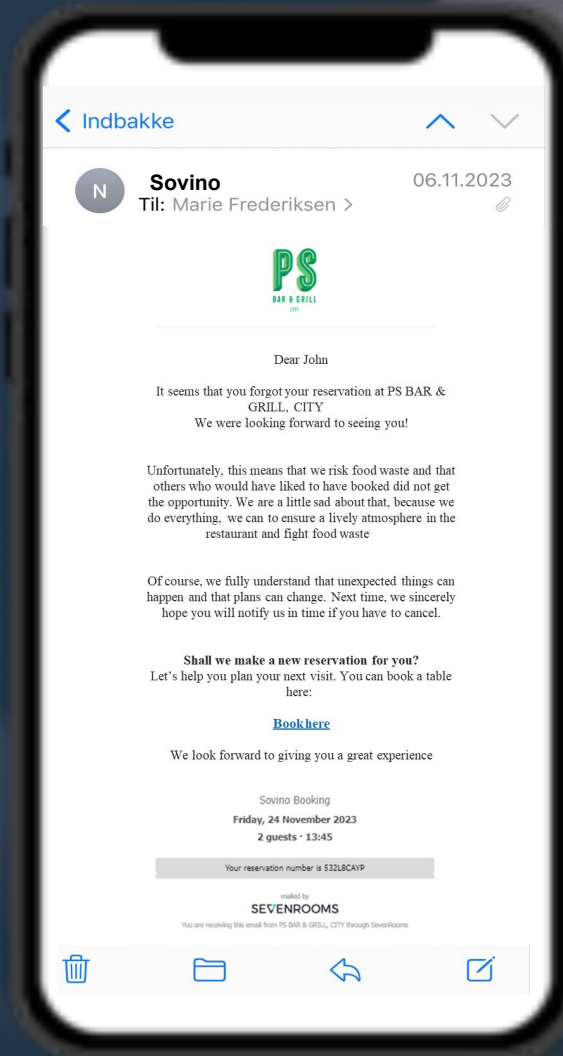 Indbakke
N
Sovino
06.11.2023
Til: Marie Frederiksen >
PS
BAR & GRILL
CITY
Dear John
It seems that you forgot your reservation at PS BAR &
GRILL, CITY
We were looking forward to seeing you!
Unfortunately, this means that we risk food waste and that
others who would have liked to have booked did not get
the opportunity. We are a little sad about that, because we
do everything, we can to ensure a lively atmosphere in the
restaurant and fight food waste
Of course, we fully understand that unexpected things can
happen and that plans can change. Next time, we sincerely
hope you will notify us in time if you have to cancel.
Shall we make a new reservation for you?
Let’s help you plan your next visit. You can book a table
here:
Book here
We look forward to giving you a great experience
Sovino Booking
Friday, 24 November 2023
2 guests · 13:45
Your reservation number is 532L8CAYP
mailed by
SEVENROOMS
You are receiving this email from PS BAR & GRILL, CITY through SevenRooms